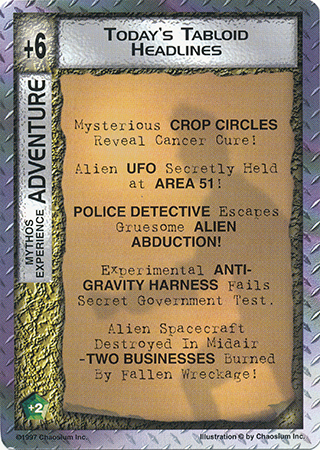 +6
TODAY'S TABLOID
HEADLINES
MYTHOS
EXPERIENCE
ADVENTURE
Mysterious CROP CIRCLES
Reveal Cancer Cure!
Alien UFO Secretly Held
at AREA 51!
POLICE DETECTIVE Escapes
Gruesome ALIEN
ABDUCTION!
Experimental ANTI-
GRAVITY HARNESS Fails
Secret Government Test.
Alien Spacecraft
Destroyed In Midair
-TWO BUSINESSES Burned
By Fallen Wreckage!
+2
©1997 Chaosium Inc.
Illustration © by Chaosium Inc.